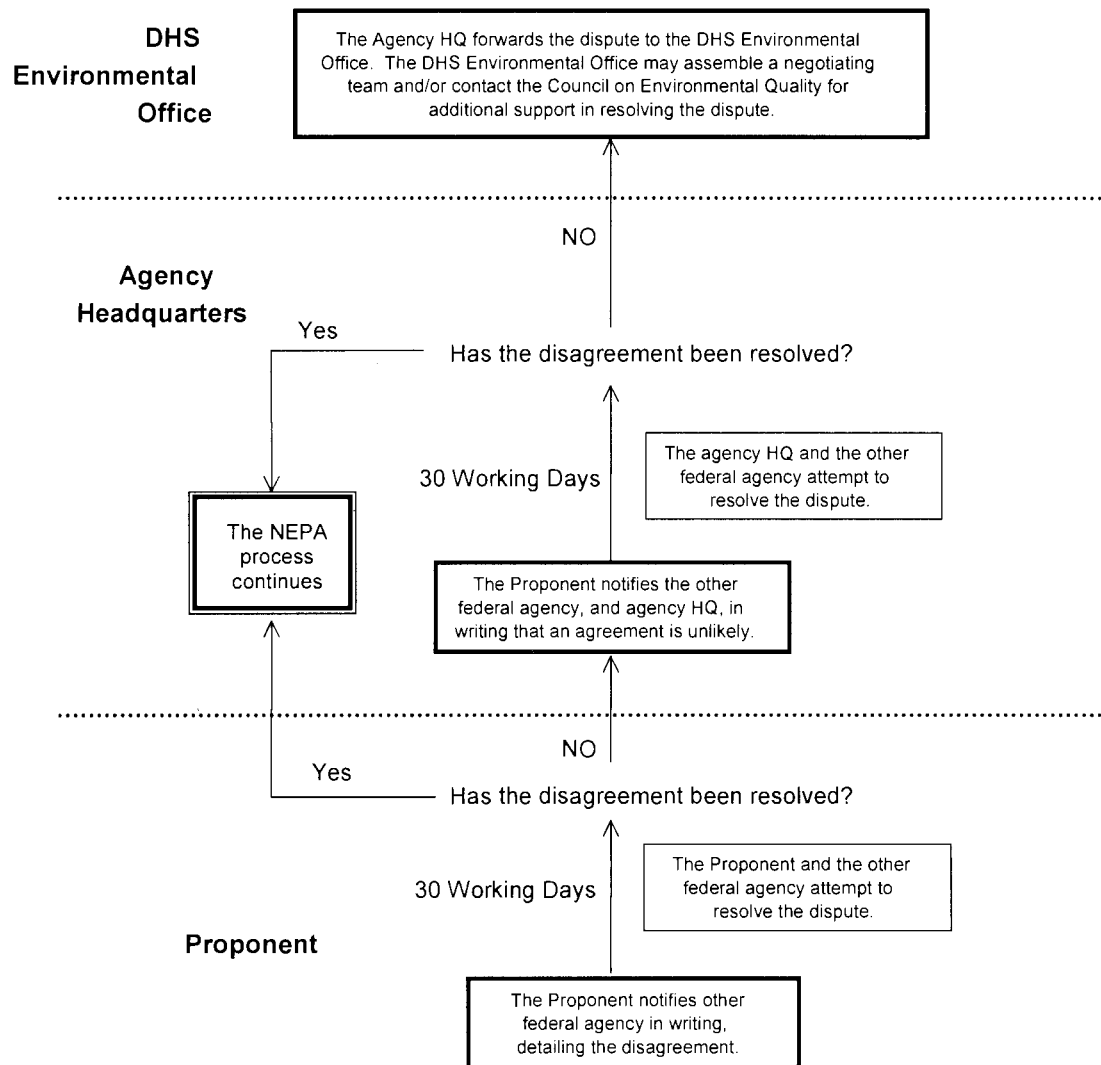 DHS
Environmental
Office
The Agency HQ forwards the dispute to the DHS Environmental
Office. The DHS Environmental Office may assemble a negotiating
team and/or contact the Council on Environmental Quality for
additional support in resolving the dispute.
NO
Agency
Headquarters
Yes
Has the disagreement been resolved?
30 Working Days
The agency HQ and the other
federal agency attempt to
resolve the dispute.
The NEPA
process
continues
The Proponent notifies the other
federal agency, and agency HQ, in
writing that an agreement is unlikely.
NO
Yes
Has the disagreement been resolved?
30 Working Days
The Proponent and the other
federal agency attempt to
resolve the dispute.
Proponent
The Proponent notifies other
federal agency in writing,
detailing the disagreement.